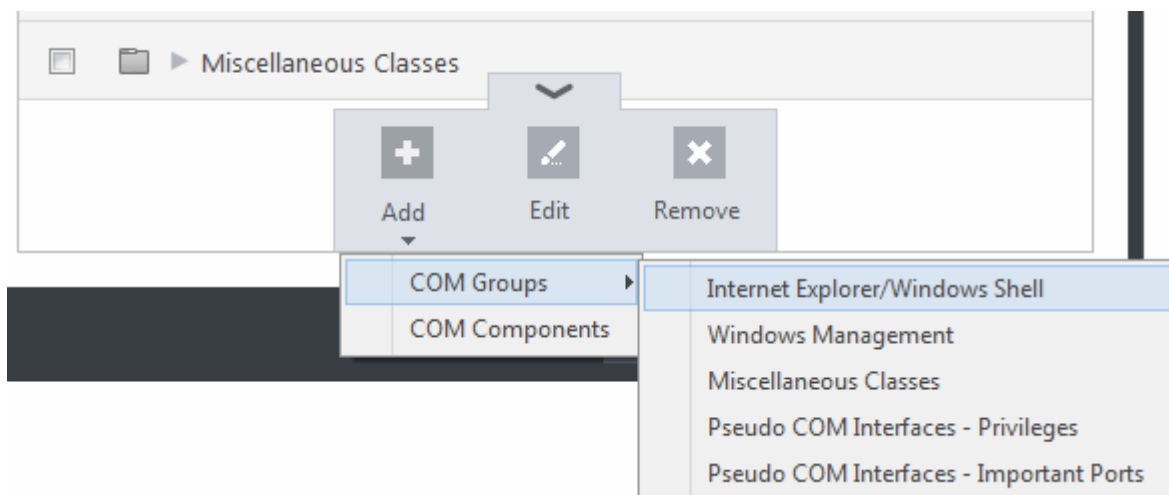 Miscellaneous Classes
Add Edit Remove
COM Groups
COM Components
Internet Explorer/Windows Shell
Windows Management
Miscellaneous Classes
Pseudo COM Interfaces - Privileges
Pseudo COM Interfaces - Important Ports